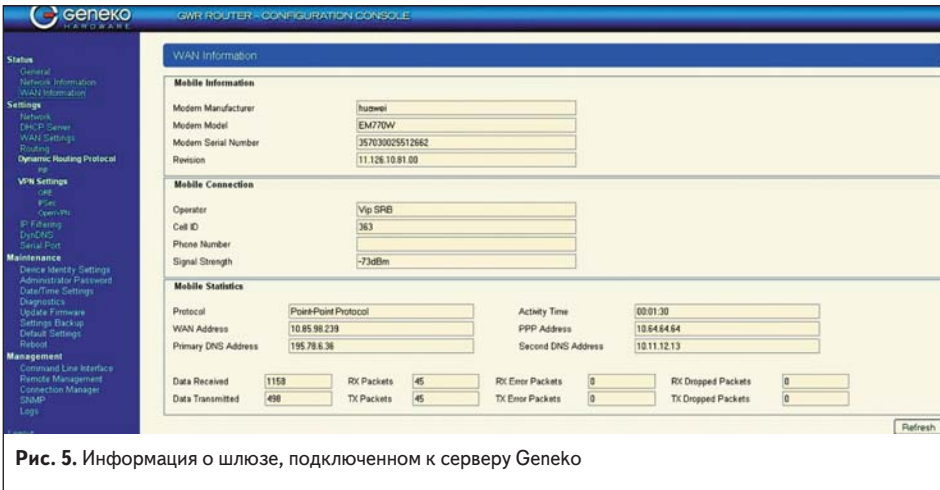 Geneko
HARDWARE
GWR ROUTER - CONFIGURATION CONSOLE
Status
General
Network Information
WAN Information
Settings
Network
DHCP Server
WAN Settings
Routing
Dynamic Routing Protocol
RIP
VPN Settings
GRE
IPSec
OpenVPN
IP Filtering
DynDNS
Serial Port
Maintenance
Device Identity Settings
Administrator Password
Date/Time Settings
Diagnostics
Update Firmware
Settings Backup
Default Settings
Reboot
Management
Command Line Interface
Remote Management
Connection Manager
SNMP
Logs
Logout
WAN Information
Mobile Information
Modem Manufacturer huawei
Modem Model EM770W
Modem Serial Number 357030025512662
Revision 11.126.10.81.00
Mobile Connection
Operator Vip SRB
Cell ID 363
Phone Number
Signal Strength -73dBm
Mobile Statistics
Protocol Point-Point Protocol Activity Time 00:01:30
WAN Address 10.85.98.239 PPP Address 10.64.64.64
Primary DNS Address 195.78.6.36 Second DNS Address 10.11.12.13
Data Received 1158 RX Packets 45 RX Error Packets 0 RX Dropped Packets 0
Data Transmitted 498 TX Packets 45 TX Error Packets 0 TX Dropped Packets 0
Refresh
Рис. 5. Информация о шлюзе, подключенном к серверу Geneko